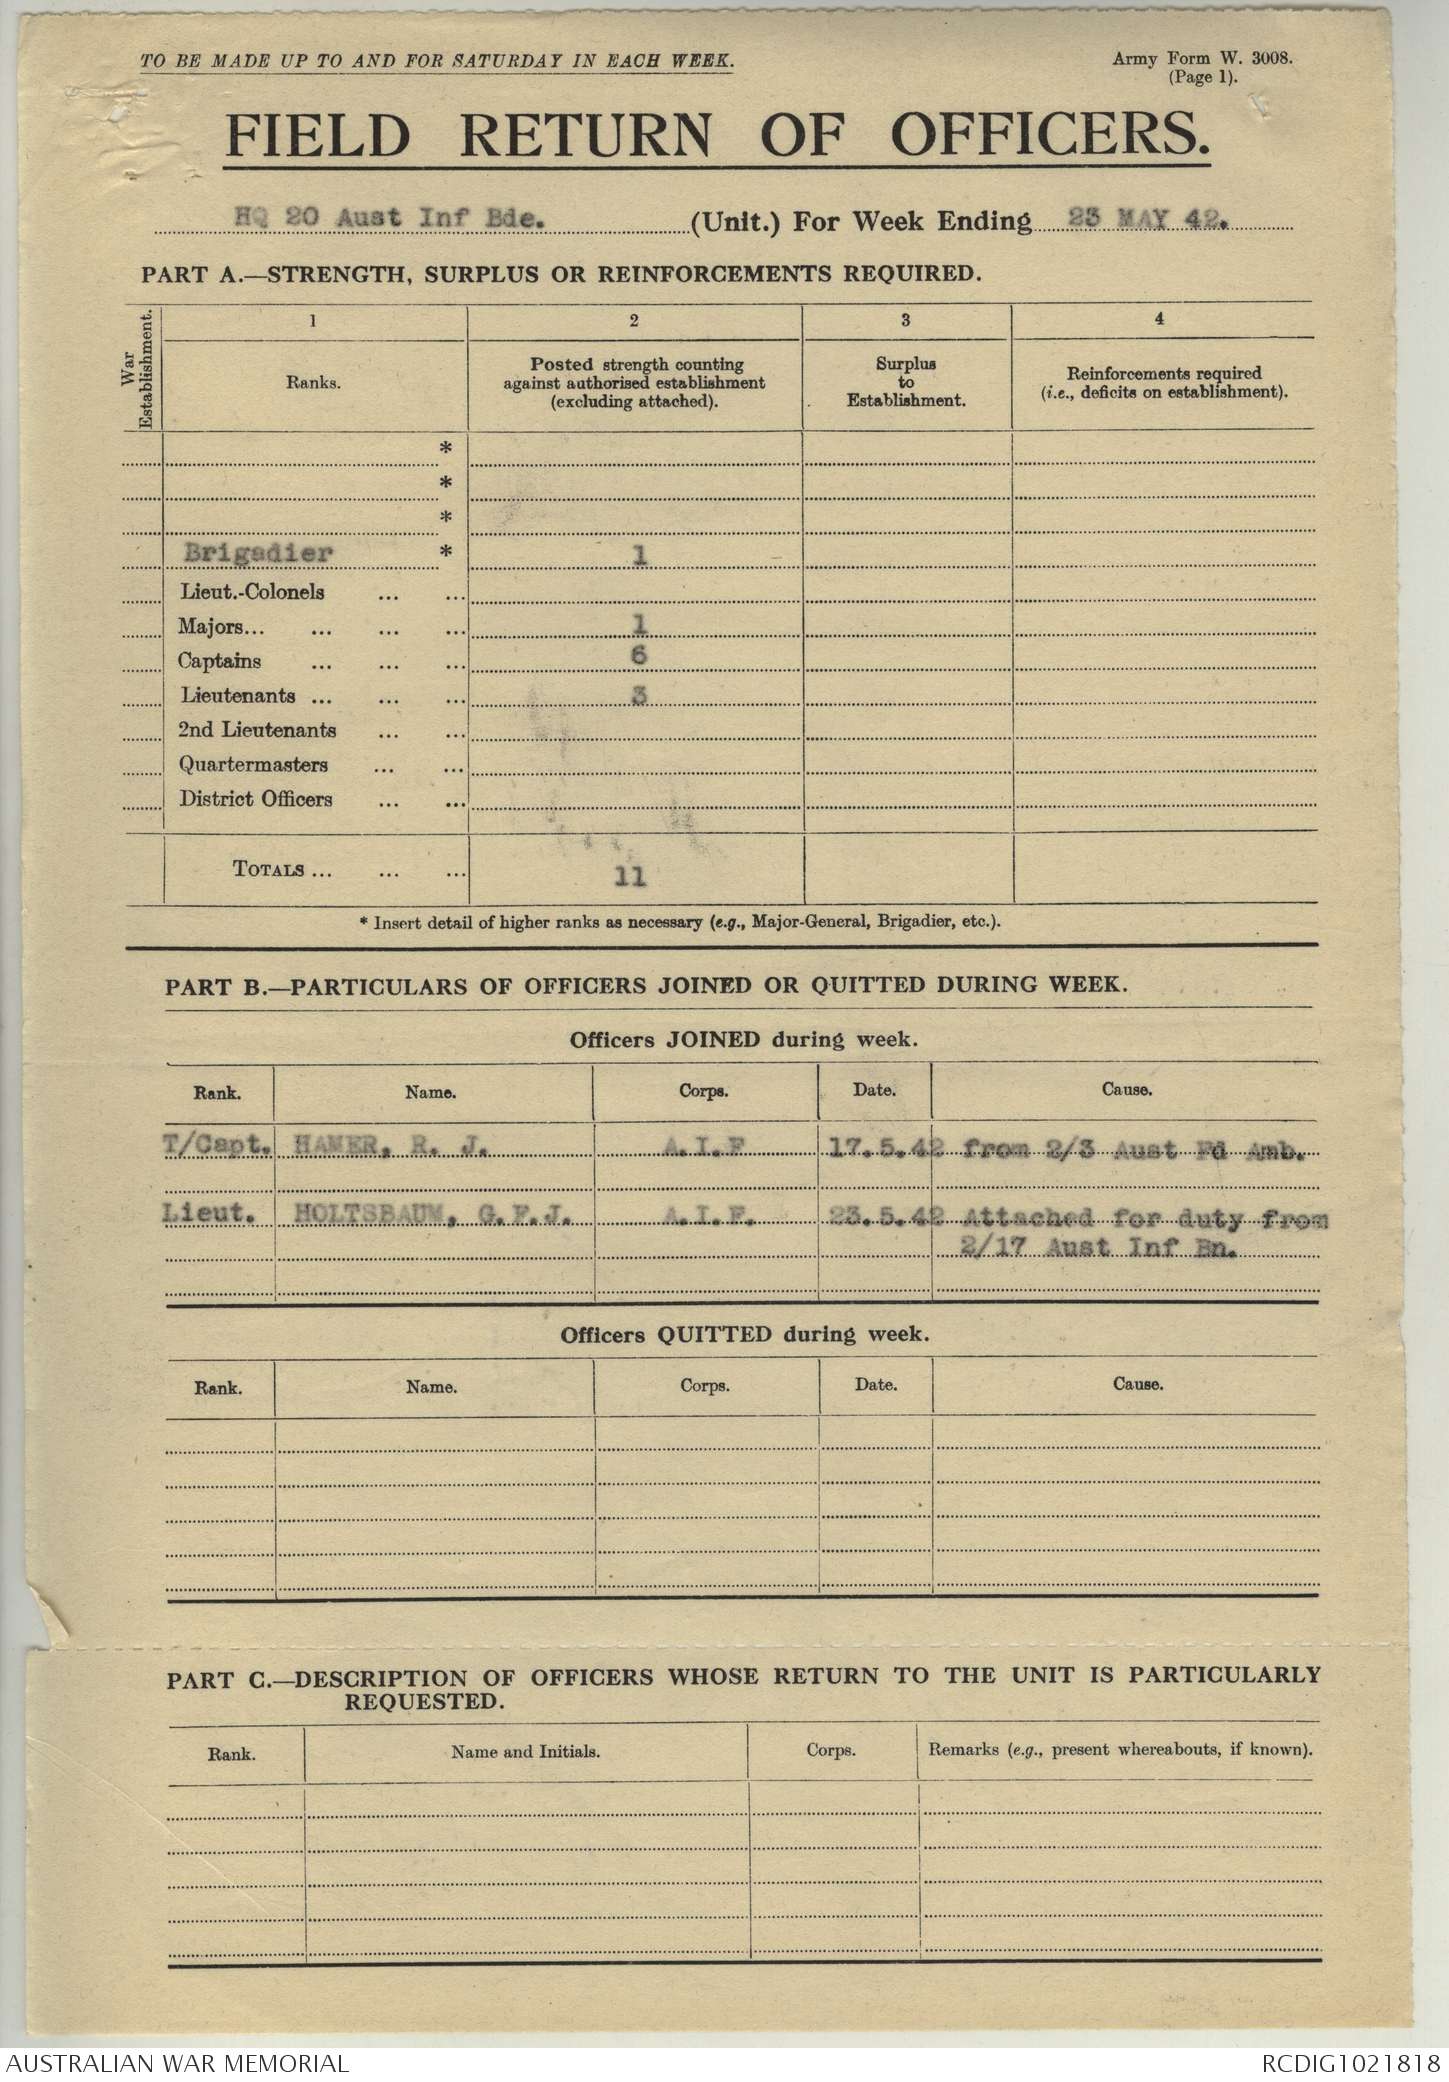 TO BE MADE UP TO AND FOR SATURDAY IN EACH WEEK.
Army Form W. 3008.
(Page 1).
FIELD RETURN OF OFFICERS.
HQ 20 Aust Inf Bde. (Unit.) For Week Ending 23 MAY 42.
PART A.—STRENGTH, SURPLUS OR REINFORCEMENTS REQUIRED.
War Establishment.
1 2 3 4
Ranks.
Posted strength counting
against authorised establishment
(excluding attached).
Surplus
to
Establishment.
Reinforcements required
(i.e., deficits on establishment).
*
*
*
Brigadier * 1
Lieut.-Colonels ... ...
Majors... ... ... ... 1
Captains ... ... ... 6
Lieutenants ... ... ... 3
2nd Lieutenants ... ...
Quartermasters ... ...
District Officers ... ...
TOTALS ... ... ... 11
* Insert detail of higher ranks as necessary (e.g., Major-General, Brigadier, etc.).
PART B.—PARTICULARS OF OFFICERS JOINED OR QUITTED DURING WEEK.
Officers JOINED during week.
Rank. Name. Corps. Date. Cause.
T/Capt. HAMER, R. J. A.I.F 17.5.42 from 2/3 Aust Fd Amb.
Lieut. HOLTSBAUM, G.F.J. A.I.F. 23.5.42 Attached for duty from
2/17 Aust Inf Bn.
Officers QUITTED during week.
Rank. Name. Corps. Date. Cause.
PART C.—DESCRIPTION OF OFFICERS WHOSE RETURN TO THE UNIT IS PARTICULARLY
REQUESTED.
Rank. Name and Initials. Corps. Remarks (e.g., present whereabouts, if known).
AUSTRALIAN WAR MEMORIAL
RCDIG1021818